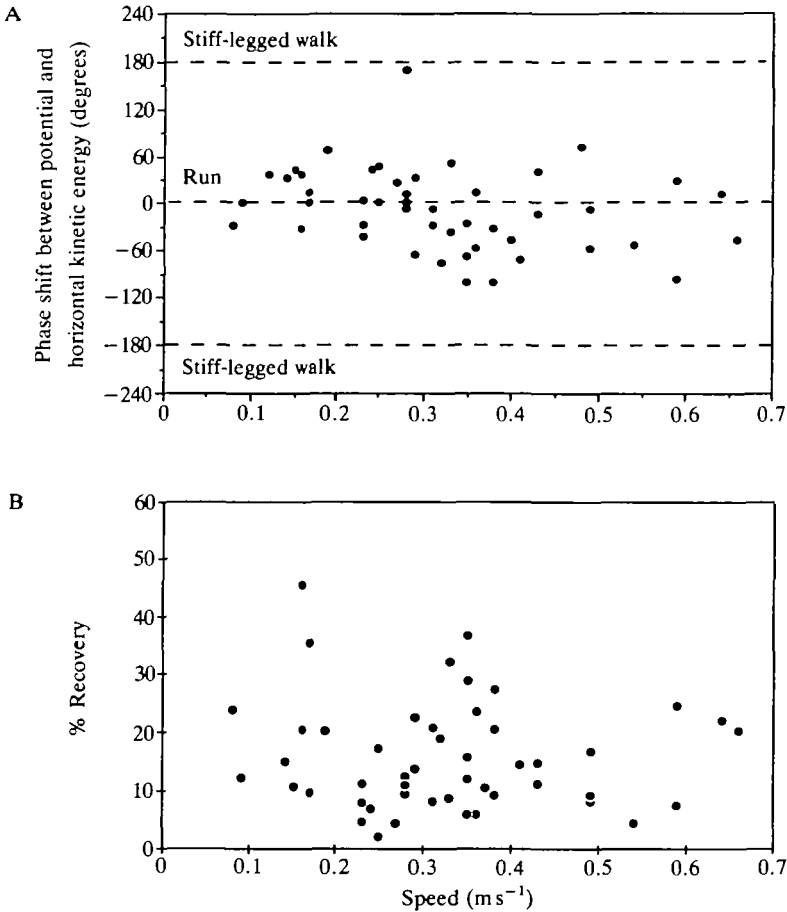 A
240
180
120
60
0
−60
−120
−180
−240
Phase shift between potential and
horizontal kinetic energy (degrees)
Stiff-legged walk
Run
Stiff-legged walk
0 0.1 0.2 0.3 0.4 0.5 0.6 0.7
B
60
50
40
30
20
10
0
% Recovery
0 0.1 0.2 0.3 0.4 0.5 0.6 0.7
Speed (m s⁻¹)